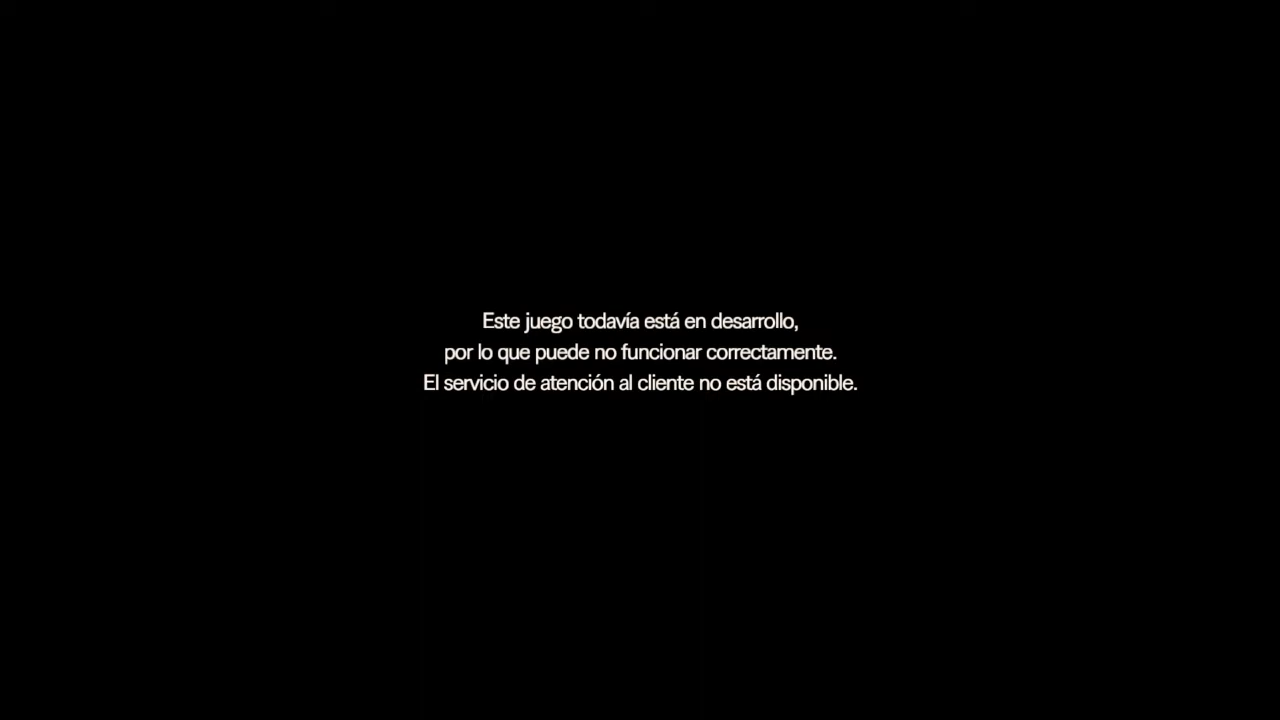 Este juego todavía está en desarrollo,
por lo que puede no funcionar correctamente.
El servicio de atención al cliente no está disponible.